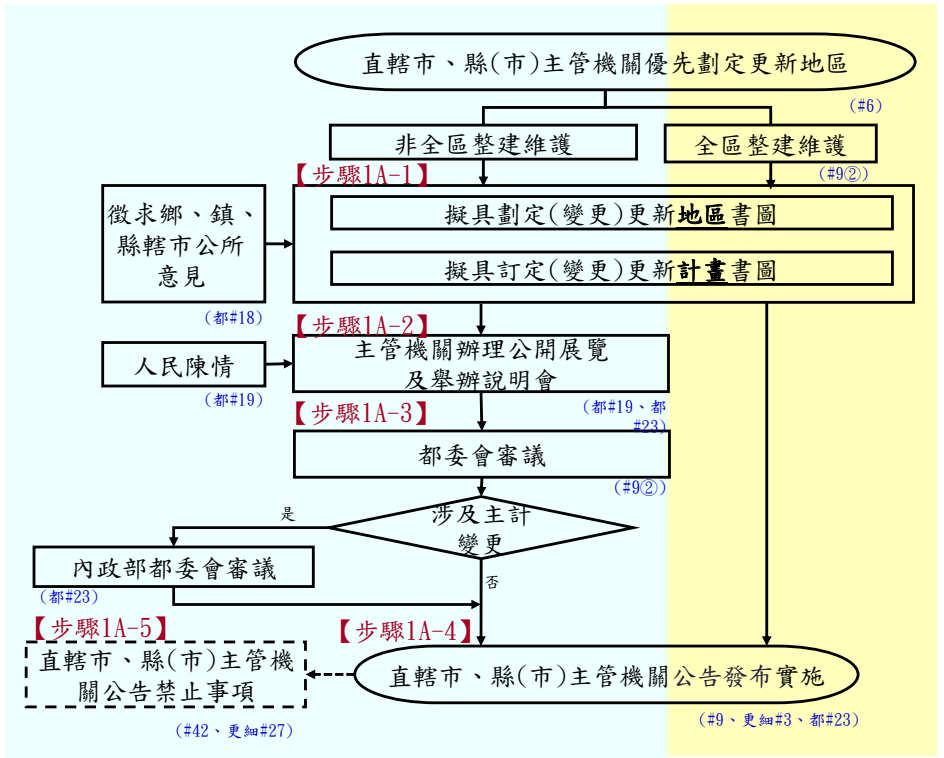 直轄市、縣(市)主管機關優先劃定更新地區
(#6)
非全區整建維護
全區整建維護
(#9②)
【步驟1A-1】
徵求鄉、鎮、
縣轄市公所
意見
(都#18)
擬具劃定(變更)更新地區書圖
擬具訂定(變更)更新計畫書圖
【步驟1A-2】
人民陳情
(都#19)
主管機關辦理公開展覽
及舉辦說明會
(都#19、都
#23)
【步驟1A-3】
都委會審議
(#9②)
涉及主計
變更
是
否
內政部都委會審議
(都#23)
【步驟1A-5】
【步驟1A-4】
直轄市、縣(市)主管機
關公告禁止事項
(#42、更細#27)
直轄市、縣(市)主管機關公告發布實施
(#9、更細#3、都#23)